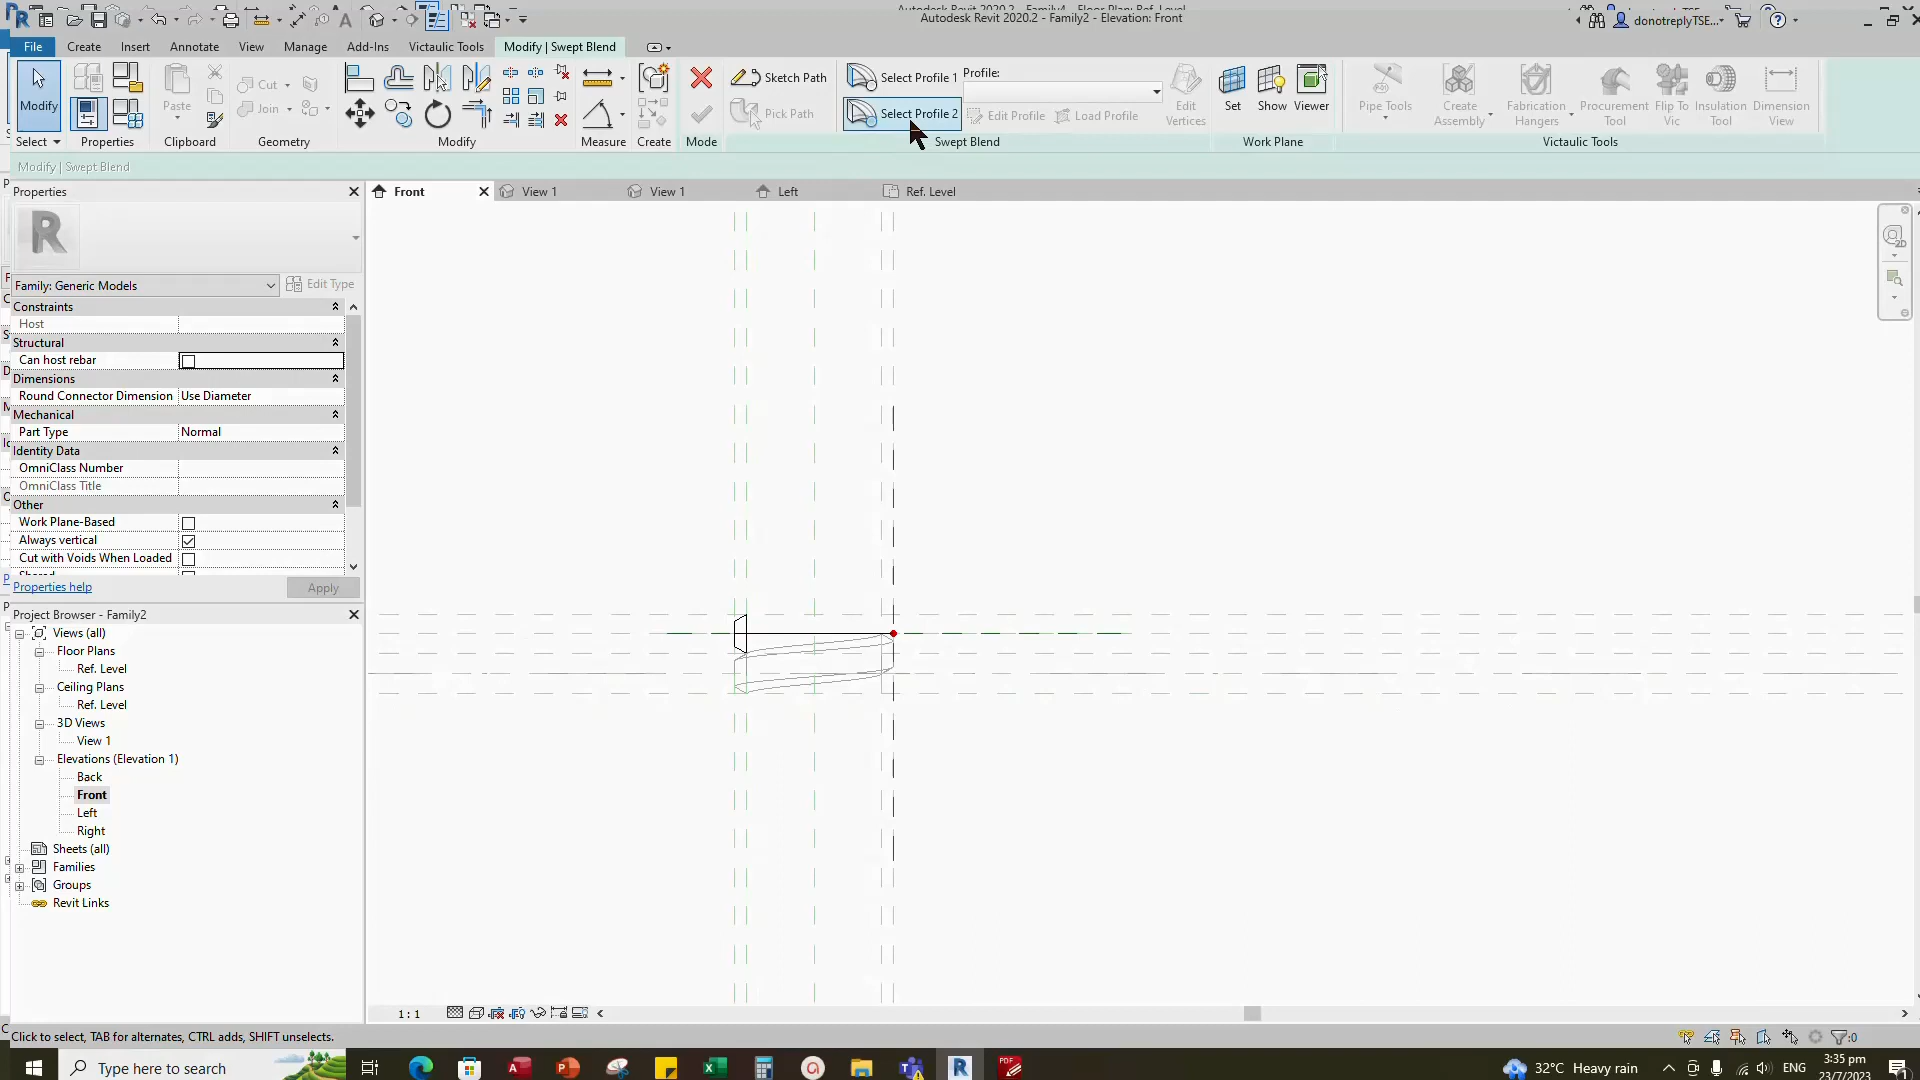 Autodesk Revit 2020.2 - Family2 - Elevation: Front
donotreplyTSE...
File Create Insert Annotate View Manage Add-Ins Victaulic Tools Modify | Swept Blend
Modify
Paste
Cut
Join
Sketch Path
Pick Path
Select Profile 1
Select Profile 2
Profile:
Edit Profile
Load Profile
Edit Vertices
Set
Show
Viewer
Pipe Tools
Create Assembly
Fabrication Hangers
Procurement Tool
Flip To Vic
Insulation Tool
Dimension View
Select Properties Clipboard Geometry Modify Measure Create Mode Swept Blend Work Plane Victaulic Tools
Modify | Swept Blend
Properties
Front View 1 View 1 Left Ref. Level
2D
Family: Generic Models
Edit Type
Constraints
Host
Structural
Can host rebar
Dimensions
Round Connector Dimension Use Diameter
Mechanical
Part Type Normal
Identity Data
OmniClass Number
OmniClass Title
Other
Work Plane-Based
Always vertical
Cut with Voids When Loaded
Properties help
Apply
Project Browser - Family2
Views (all)
Floor Plans
Ref. Level
Ceiling Plans
Ref. Level
3D Views
View 1
Elevations (Elevation 1)
Back
Front
Left
Right
Sheets (all)
Families
Groups
Revit Links
1 : 1
Click to select, TAB for alternates, CTRL adds, SHIFT unselects.
:0
Type here to search
PDF
32°C Heavy rain
ENG
3:35 pm
23/7/2023